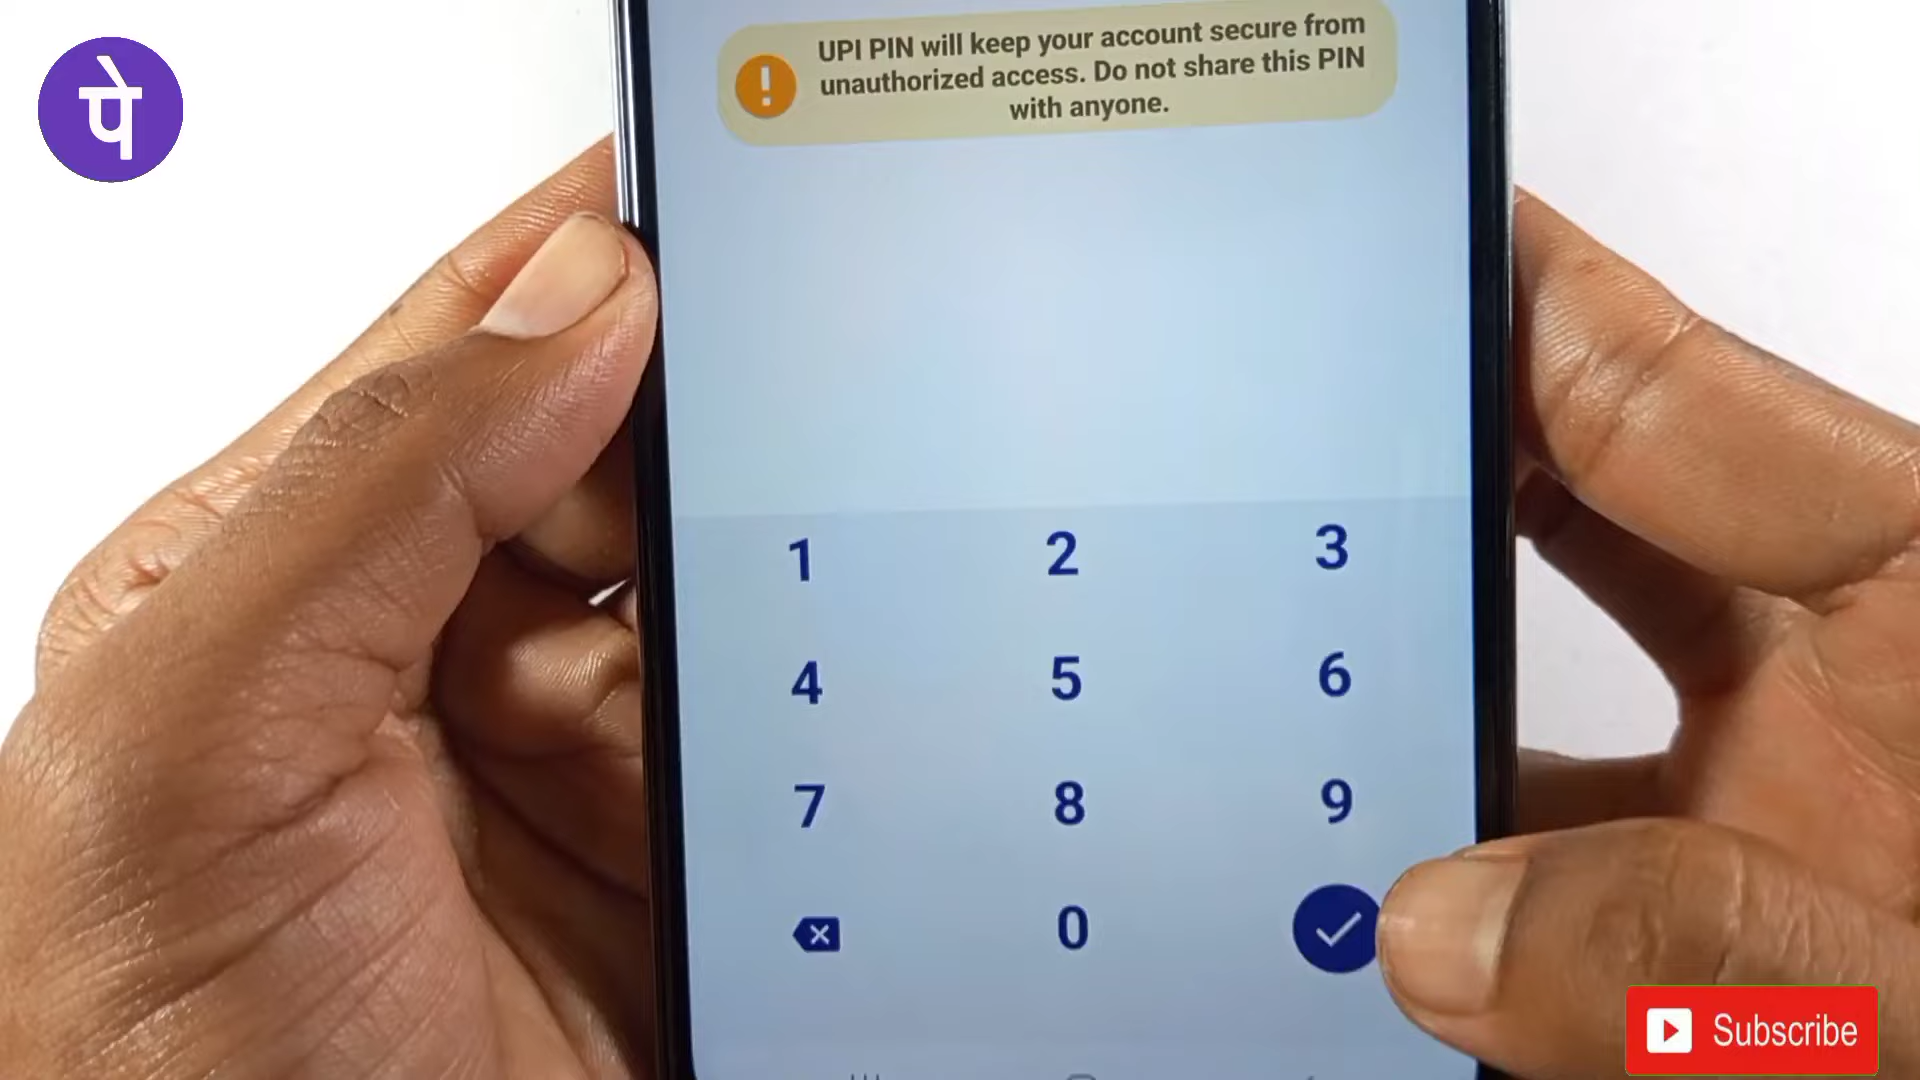 पे
UPI PIN will keep your account secure from
unauthorized access. Do not share this PIN
with anyone.
1 2 3
4 5 6
7 8 9
0
Subscribe